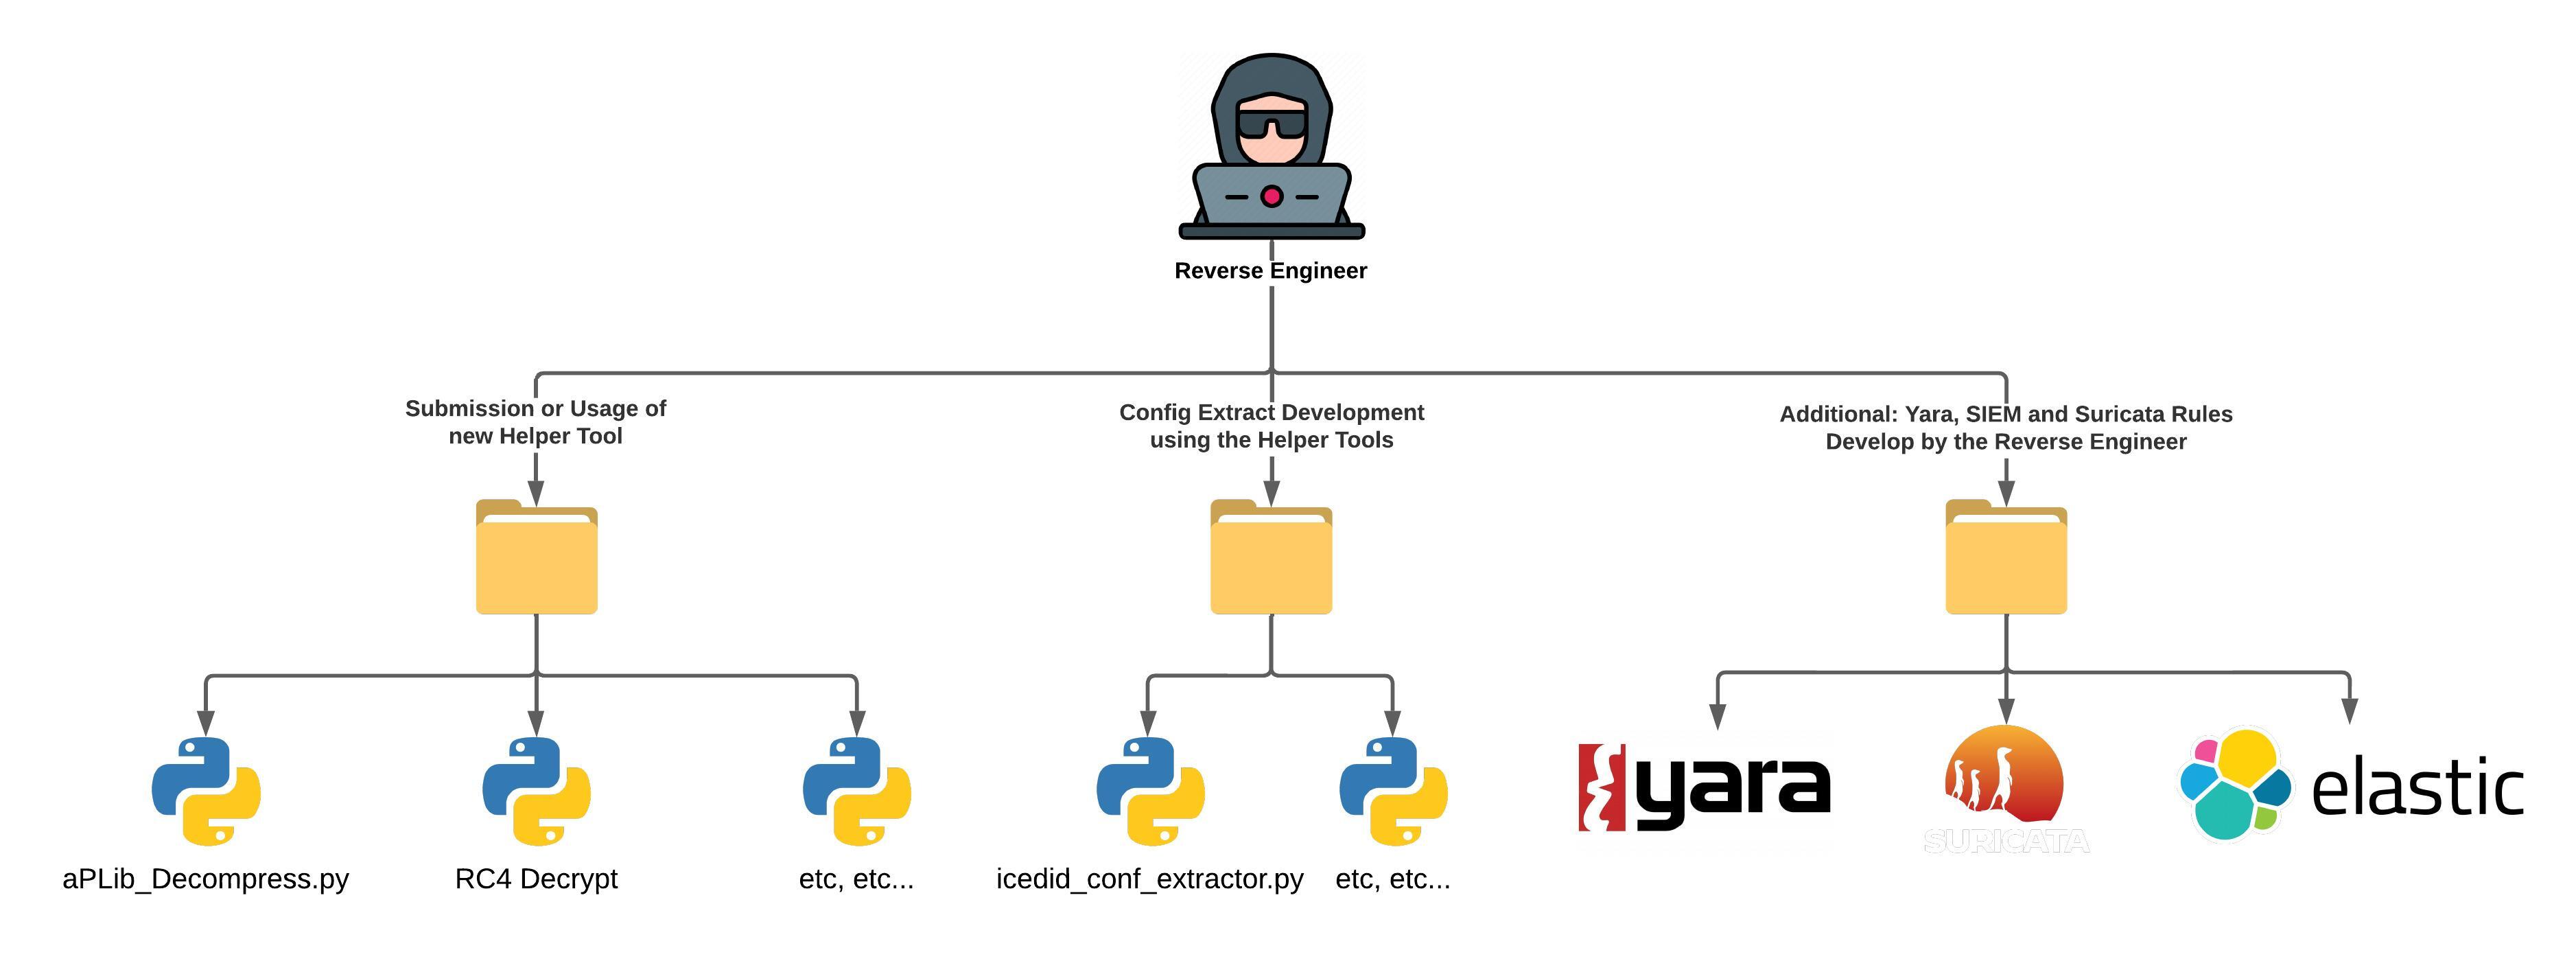 Reverse Engineer
Submission or Usage of
new Helper Tool
Config Extract Development
using the Helper Tools
Additional: Yara, SIEM and Suricata Rules
Develop by the Reverse Engineer
yara
SURICATA
elastic
aPLib_Decompress.py
RC4 Decrypt
etc, etc...
icedid_conf_extractor.py
etc, etc...